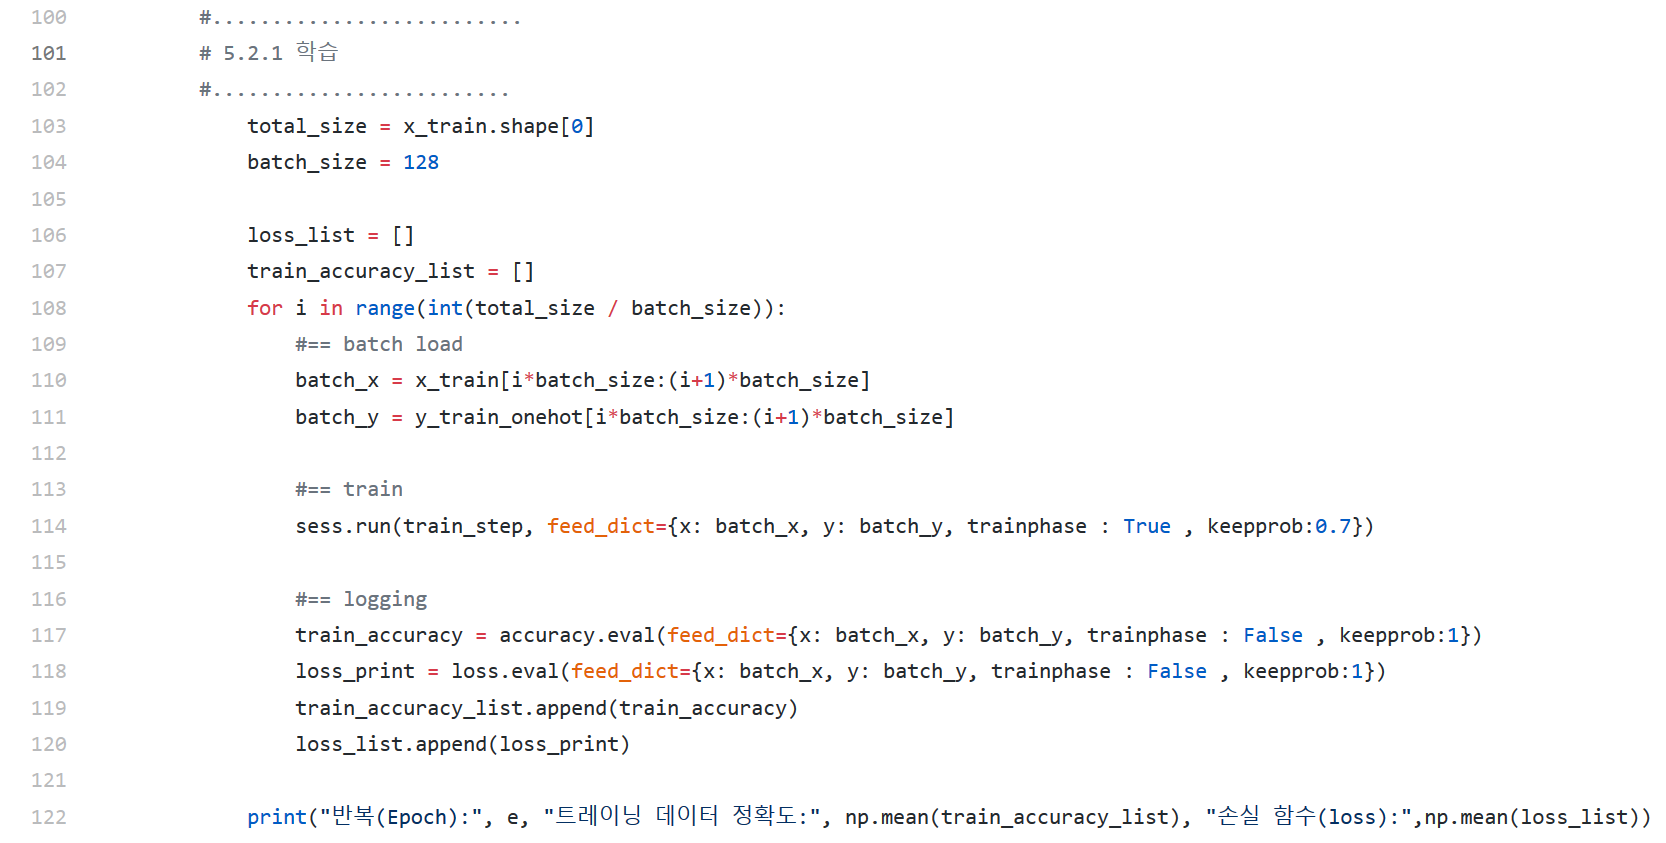 100 #..........................
101 # 5.2.1 학습
102 #.........................
103 total_size = x_train.shape[0]
104 batch_size = 128
105
106 loss_list = []
107 train_accuracy_list = []
108 for i in range(int(total_size / batch_size)):
109 #== batch load
110 batch_x = x_train[i*batch_size:(i+1)*batch_size]
111 batch_y = y_train_onehot[i*batch_size:(i+1)*batch_size]
112
113 #== train
114 sess.run(train_step, feed_dict={x: batch_x, y: batch_y, trainphase : True , keepprob:0.7})
115
116 #== logging
117 train_accuracy = accuracy.eval(feed_dict={x: batch_x, y: batch_y, trainphase : False , keepprob:1})
118 loss_print = loss.eval(feed_dict={x: batch_x, y: batch_y, trainphase : False , keepprob:1})
119 train_accuracy_list.append(train_accuracy)
120 loss_list.append(loss_print)
121
122 print("반복(Epoch):", e, "트레이닝 데이터 정확도:", np.mean(train_accuracy_list), "손실 함수(loss):",np.mean(loss_list))